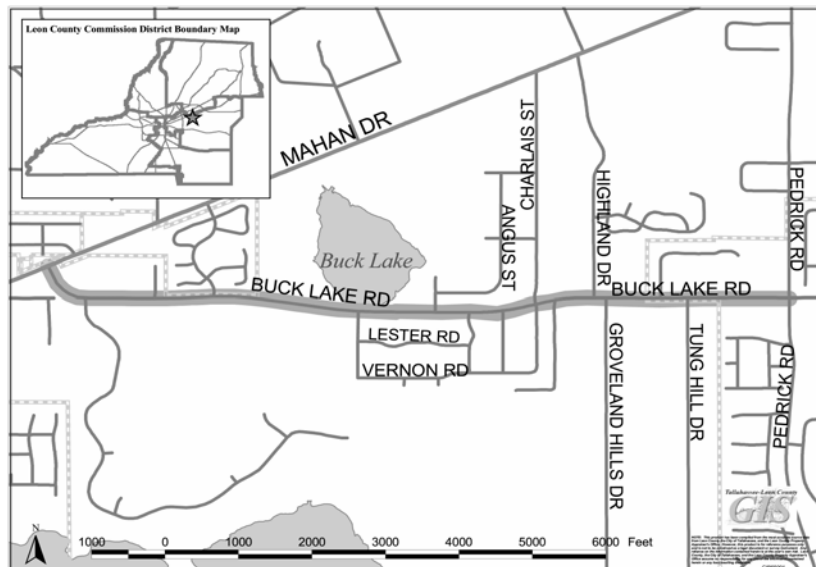 Leon County Commission District Boundary Map
MAHAN DR
CHARLAIS ST
ANGUS ST
HIGHLAND DR
PEDRICK RD
Buck Lake
BUCK LAKE RD
BUCK LAKE RD
LESTER RD
VERNON RD
GROVELAND HILLS DR
TUNG HILL DR
PEDRICK RD
Tallahassee-Leon County
GIS
N
1000 0 1000 2000 3000 4000 5000 6000 Feet